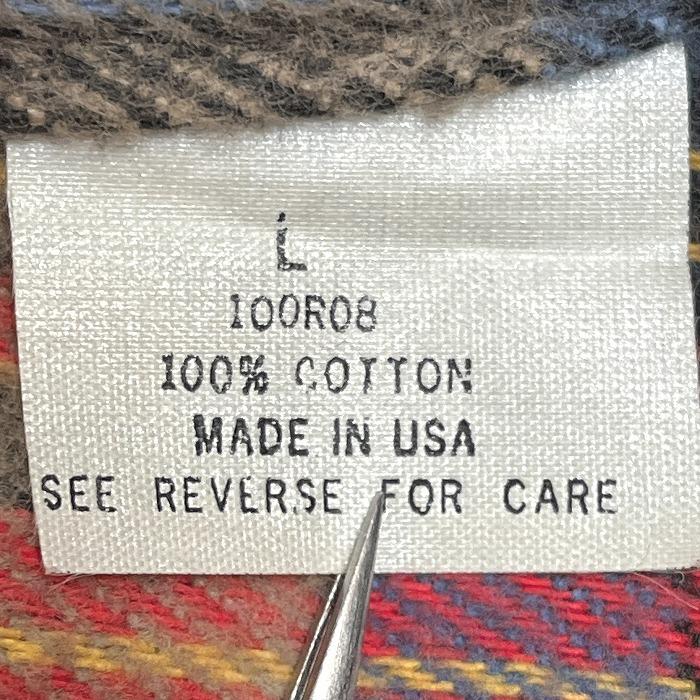 L
100R08
100% COTTON
MADE IN USA
SEE REVERSE FOR CARE